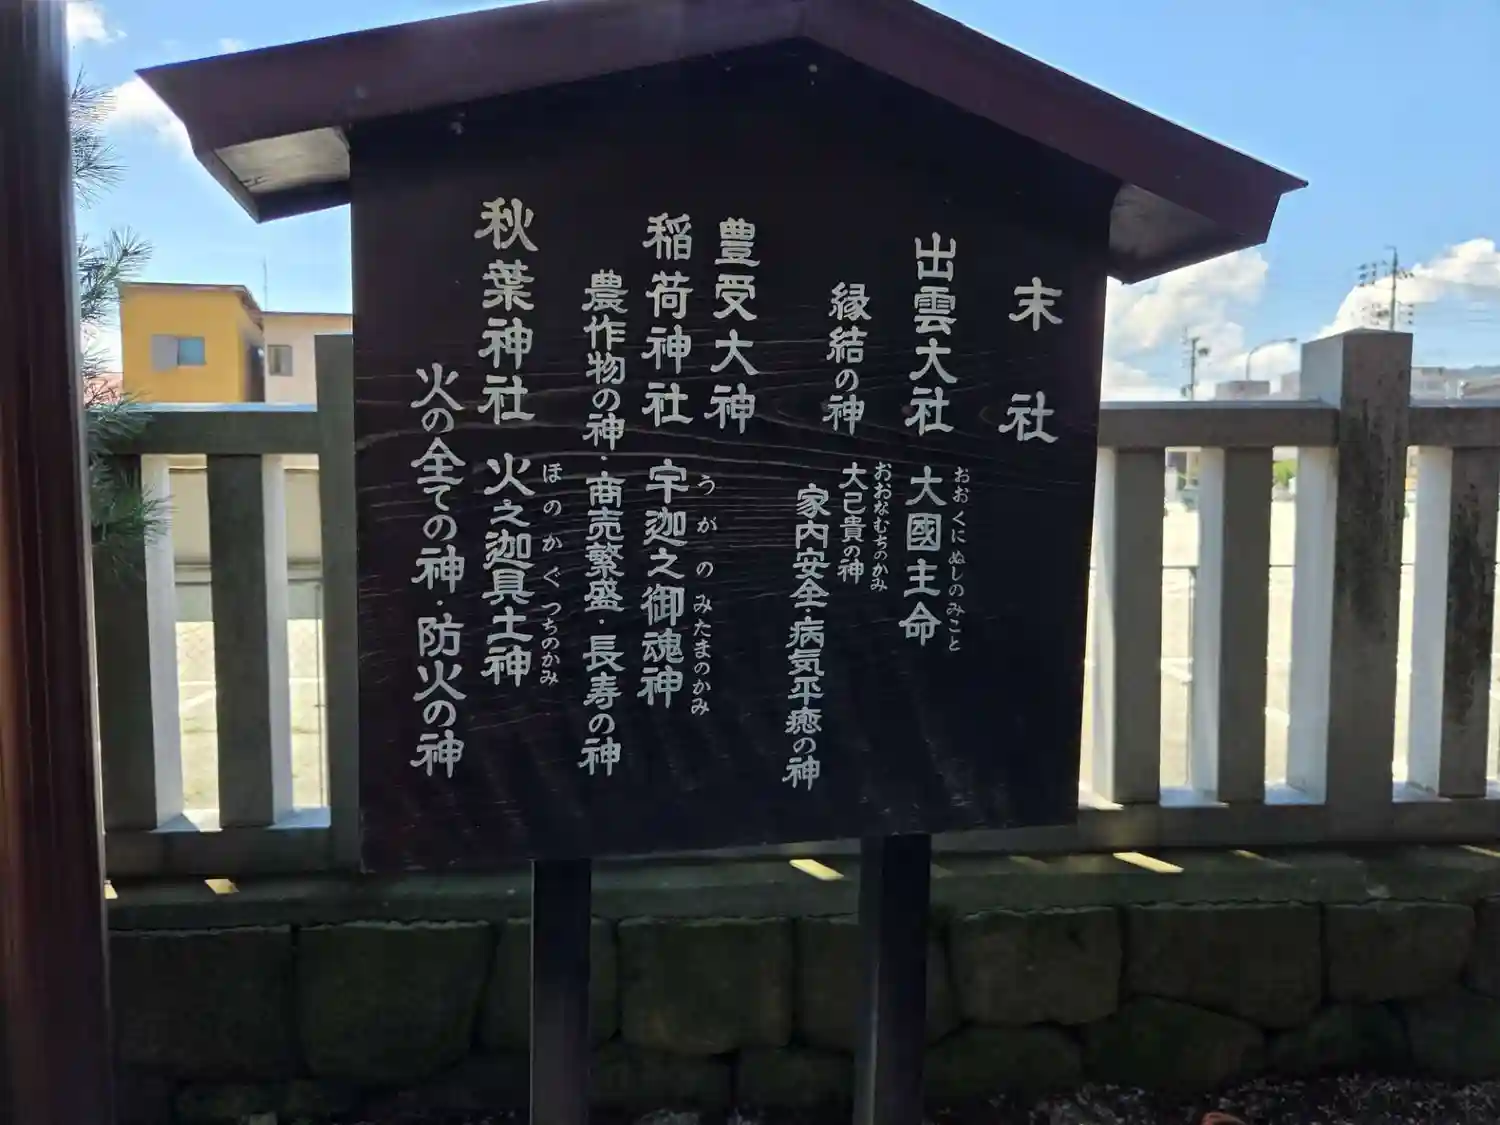 末社
出雲大社 大國主命
おおくにぬしのみこと
縁結の神 大己貴の神
おおなむちのかみ
家内安全・病気平癒の神
豊受大神
稲荷神社 宇迦之御魂神
うがのみたまのかみ
農作物の神・商売繁盛・長寿の神
秋葉神社 火之迦具土神
ほのかぐつちのかみ
火の全ての神・防火の神